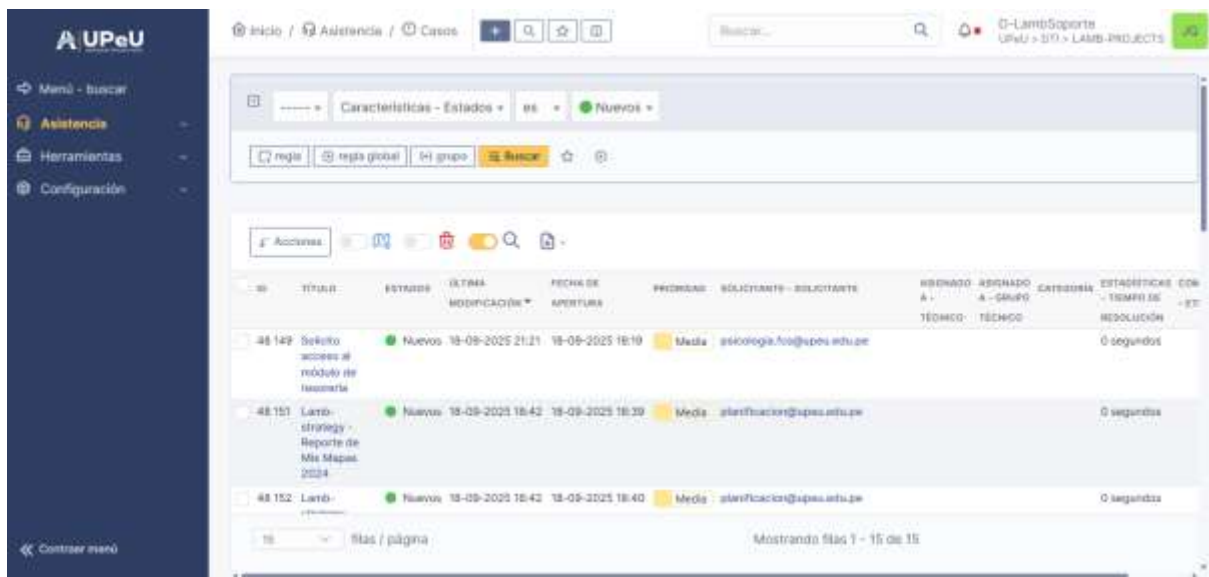 UPeU
Inicio / Asistencia / Casos
Buscar...
UPeU > DTI > LAMB-PROJECTS
JG
Menú - buscar
Asistencia
Herramientas
Configuración
Características - Estados es Nuevos
regla regla global (+) grupo Buscar
Acciones
ID TÍTULO ESTADOS ÚLTIMA MODIFICACIÓN FECHA DE APERTURA PRIORIDAD SOLICITANTE - SOLICITANTE ASIGNADO A - TÉCNICO ASIGNADO A - GRUPO TÉCNICO CATEGORÍA ESTADÍSTICAS - TIEMPO DE RESOLUCIÓN
48 149 Solicito Nuevos 18-09-2025 21:21 18-09-2025 18:19 Media psicologia.fcs@upeu.edu.pe 0 segundos
acceso al
módulo de
48 151 Lamb- Nuevos 18-09-2025 18:42 18-09-2025 18:39 Media planificacion@upeu.edu.pe 0 segundos
strategy -
Reporte de
Mis Mapas
2024
48 152 Lamb- Nuevos 18-09-2025 18:42 18-09-2025 18:40 Media planificacion@upeu.edu.pe 0 segundos
15 filas / página Mostrando filas 1 - 15 de 15
Contraer menú